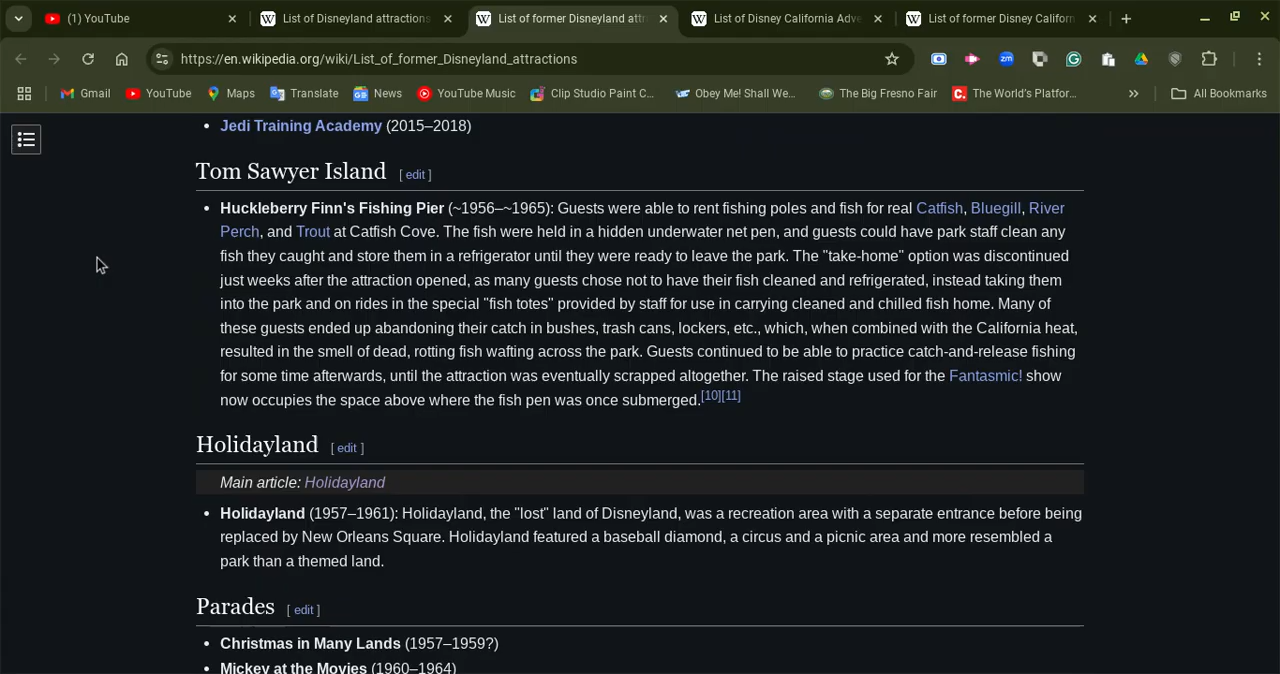 (1) YouTube
List of Disneyland attractions
List of former Disneyland attr
List of Disney California Adve
List of former Disney Californ
https://en.wikipedia.org/wiki/List_of_former_Disneyland_attractions
Gmail YouTube Maps Translate News YouTube Music Clip Studio Paint C... Obey Me! Shall We... The Big Fresno Fair The World's Platfor... All Bookmarks
• Jedi Training Academy (2015–2018)
Tom Sawyer Island [ edit ]
• Huckleberry Finn's Fishing Pier (~1956–~1965): Guests were able to rent fishing poles and fish for real Catfish, Bluegill, River
Perch, and Trout at Catfish Cove. The fish were held in a hidden underwater net pen, and guests could have park staff clean any
fish they caught and store them in a refrigerator until they were ready to leave the park. The "take-home" option was discontinued
just weeks after the attraction opened, as many guests chose not to have their fish cleaned and refrigerated, instead taking them
into the park and on rides in the special "fish totes" provided by staff for use in carrying cleaned and chilled fish home. Many of
these guests ended up abandoning their catch in bushes, trash cans, lockers, etc., which, when combined with the California heat,
resulted in the smell of dead, rotting fish wafting across the park. Guests continued to be able to practice catch-and-release fishing
for some time afterwards, until the attraction was eventually scrapped altogether. The raised stage used for the Fantasmic! show
now occupies the space above where the fish pen was once submerged.[10][11]
Holidayland [ edit ]
Main article: Holidayland
• Holidayland (1957–1961): Holidayland, the "lost" land of Disneyland, was a recreation area with a separate entrance before being
replaced by New Orleans Square. Holidayland featured a baseball diamond, a circus and a picnic area and more resembled a
park than a themed land.
Parades [ edit ]
• Christmas in Many Lands (1957–1959?)
• Mickey at the Movies (1960–1964)